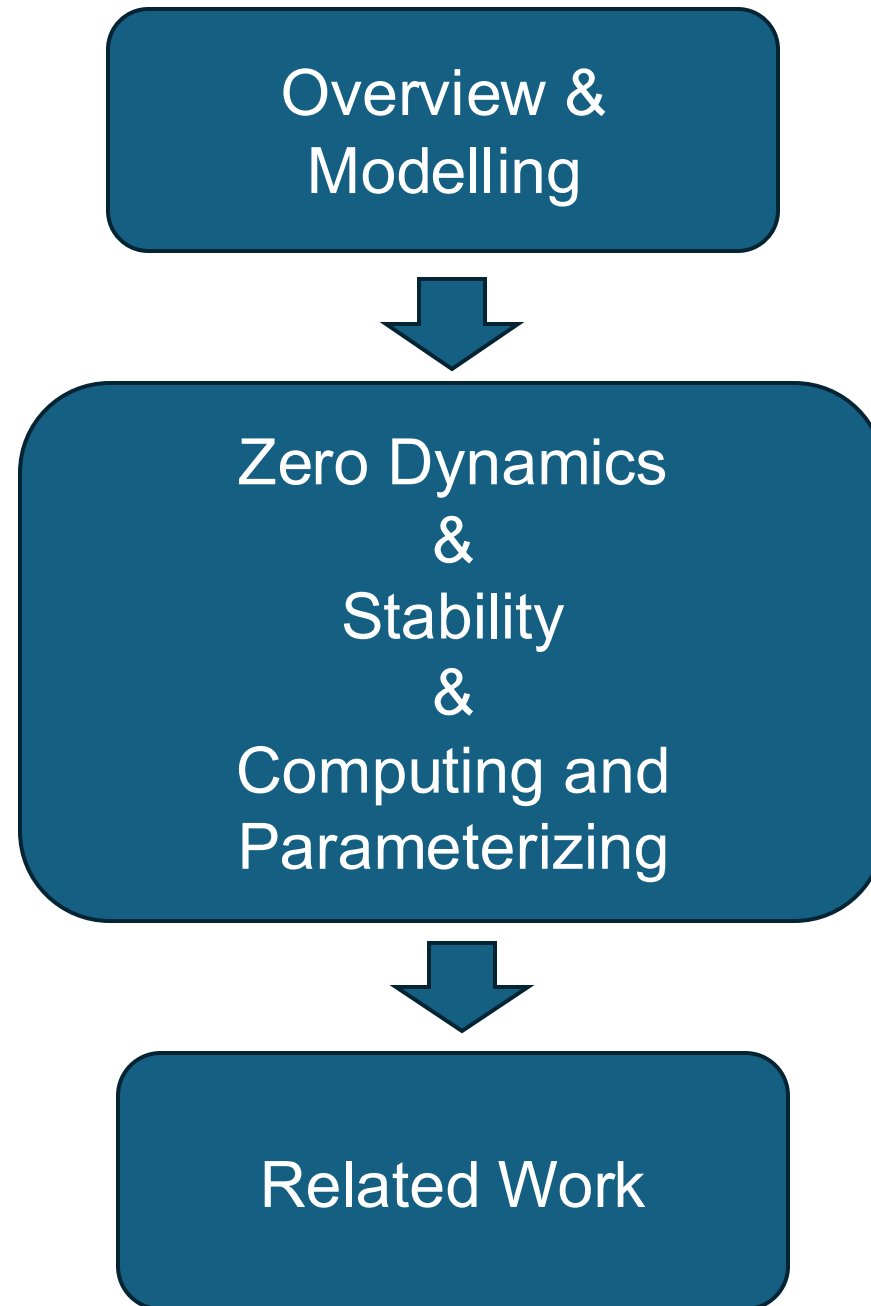 Overview &
Modelling
Zero Dynamics
&
Stability
&
Computing and
Parameterizing
Related Work